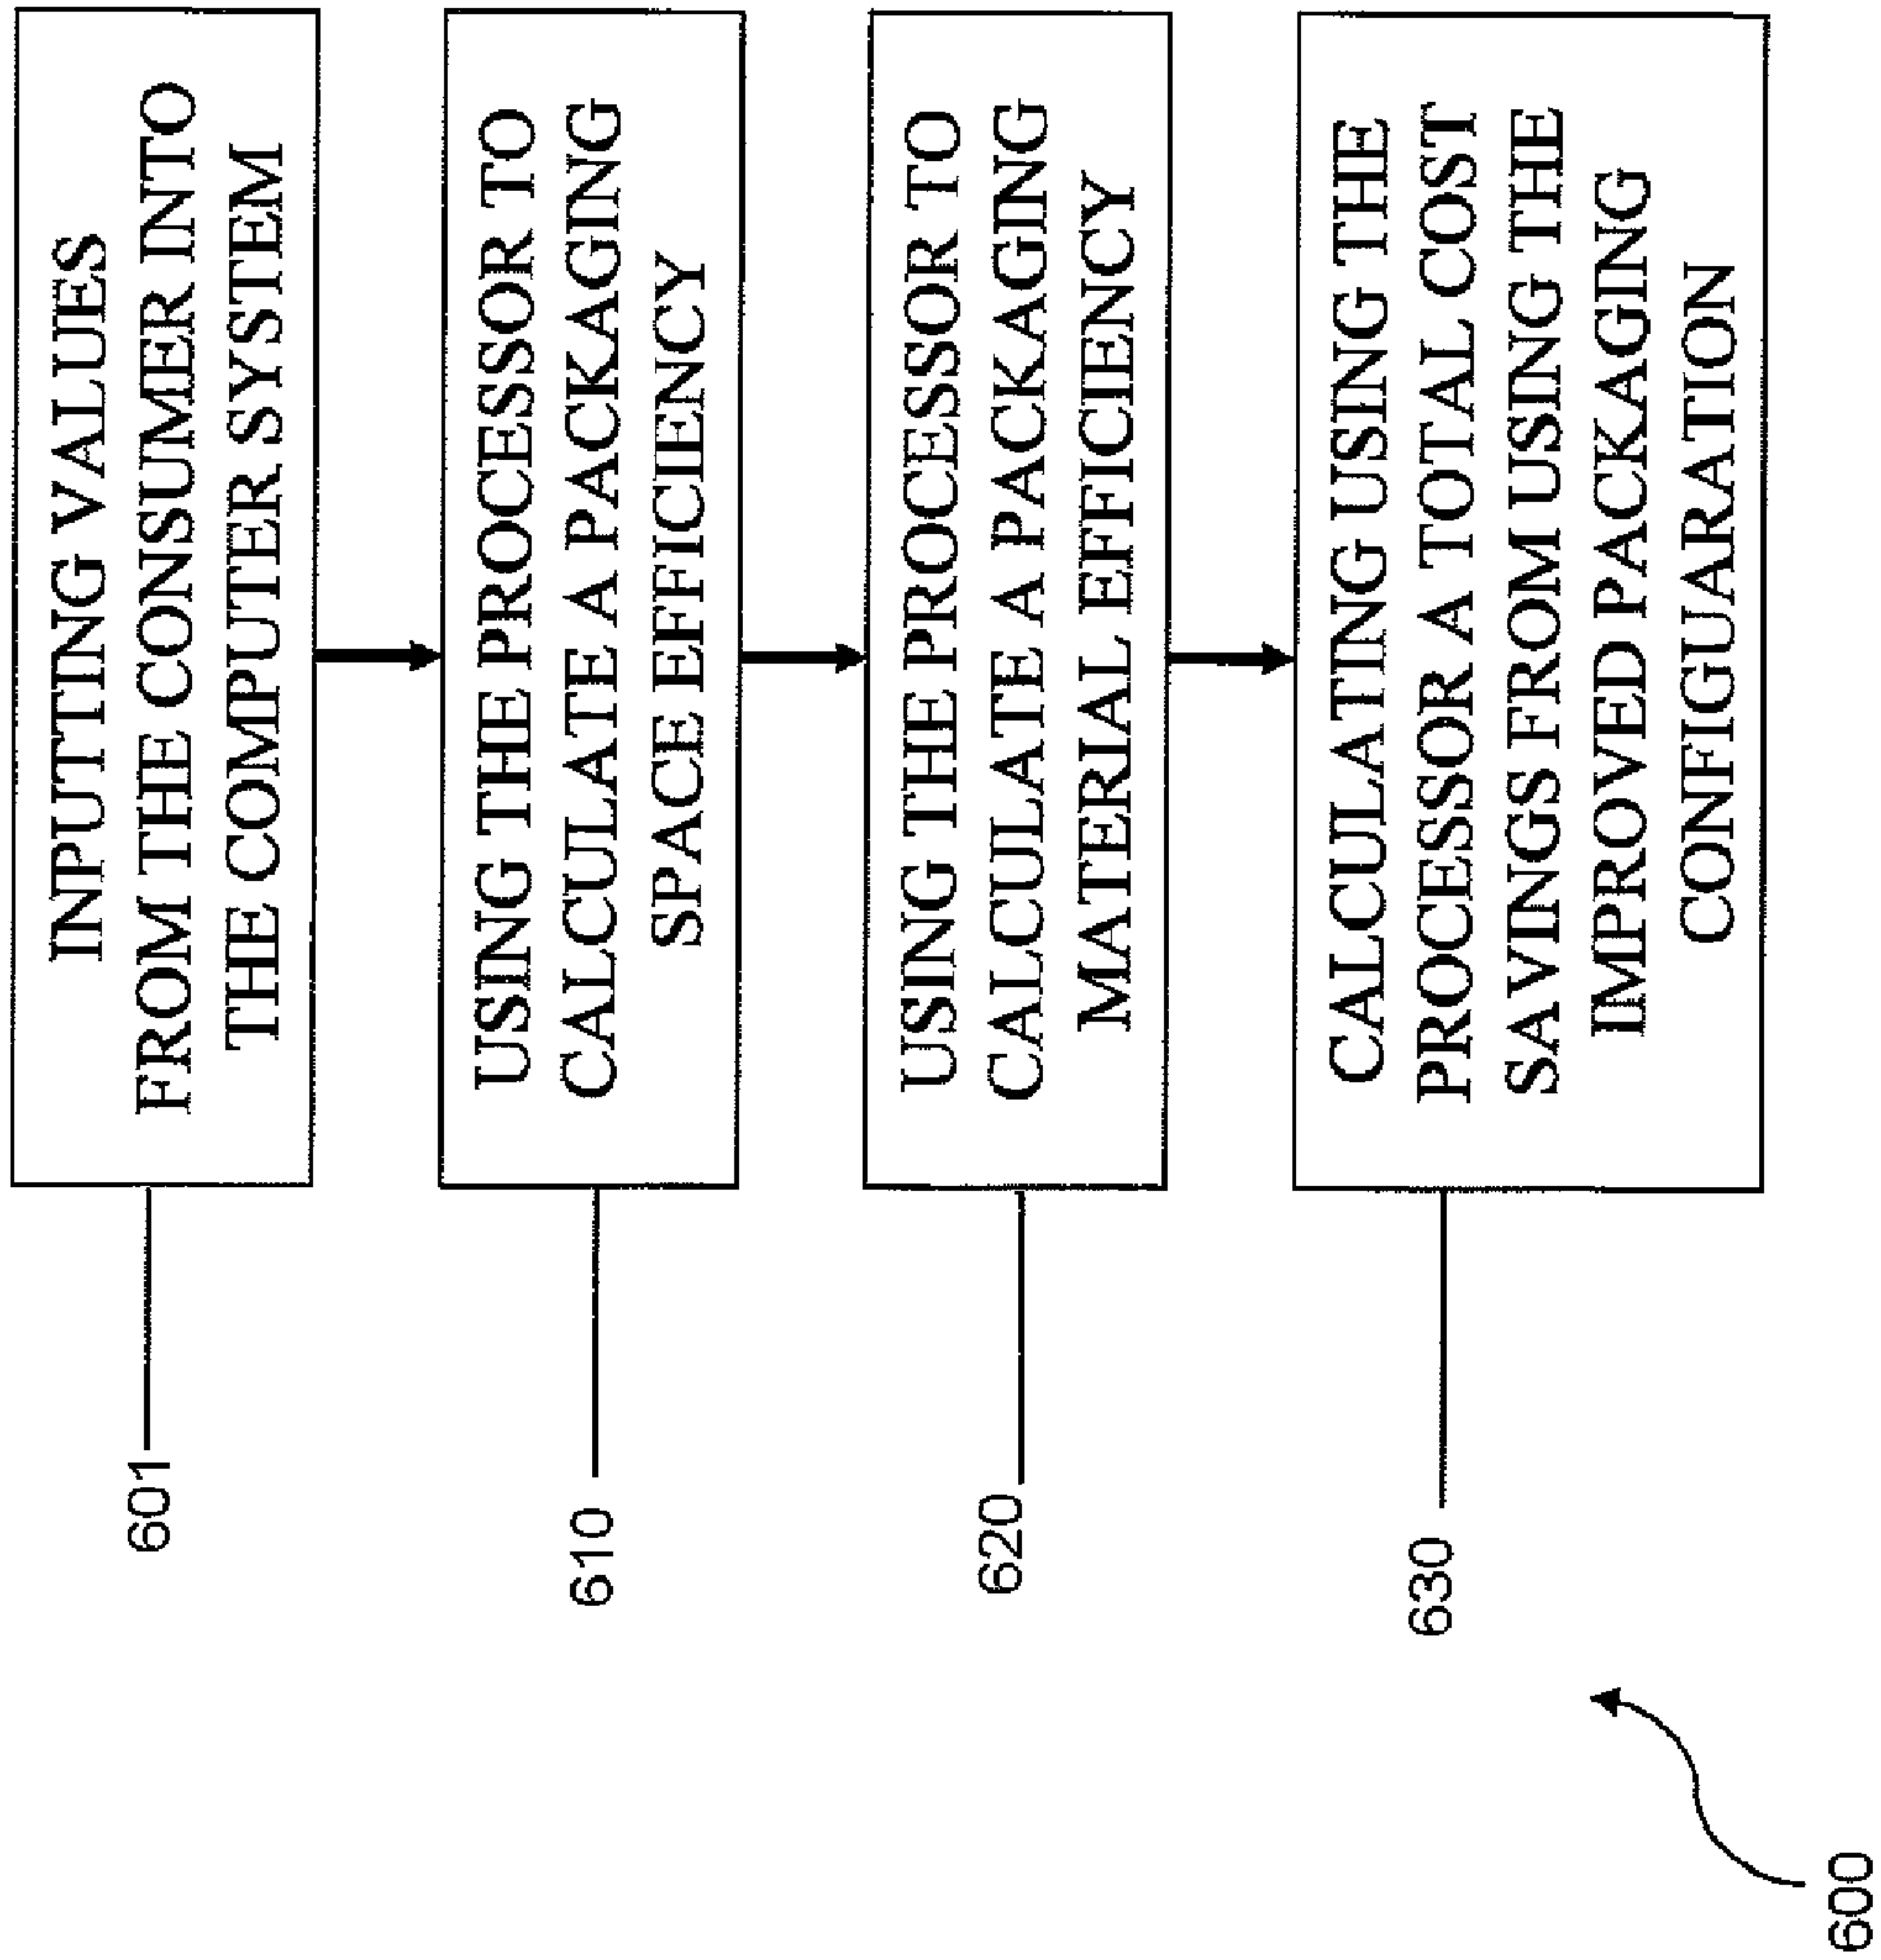 601
INPUTTING VALUES
FROM THE CONSUMER INTO
THE COMPUTER SYSTEM
610
USING THE PROCESSOR TO
CALCULATE A PACKAGING
SPACE EFFICIENCY
620
USING THE PROCESSOR TO
CALCULATE A PACKAGING
MATERIAL EFFICIENCY
630
CALCULATING USING THE
PROCESSOR A TOTAL COST
SAVINGS FROM USING THE
IMPROVED PACKAGING
CONFIGUARATION
600